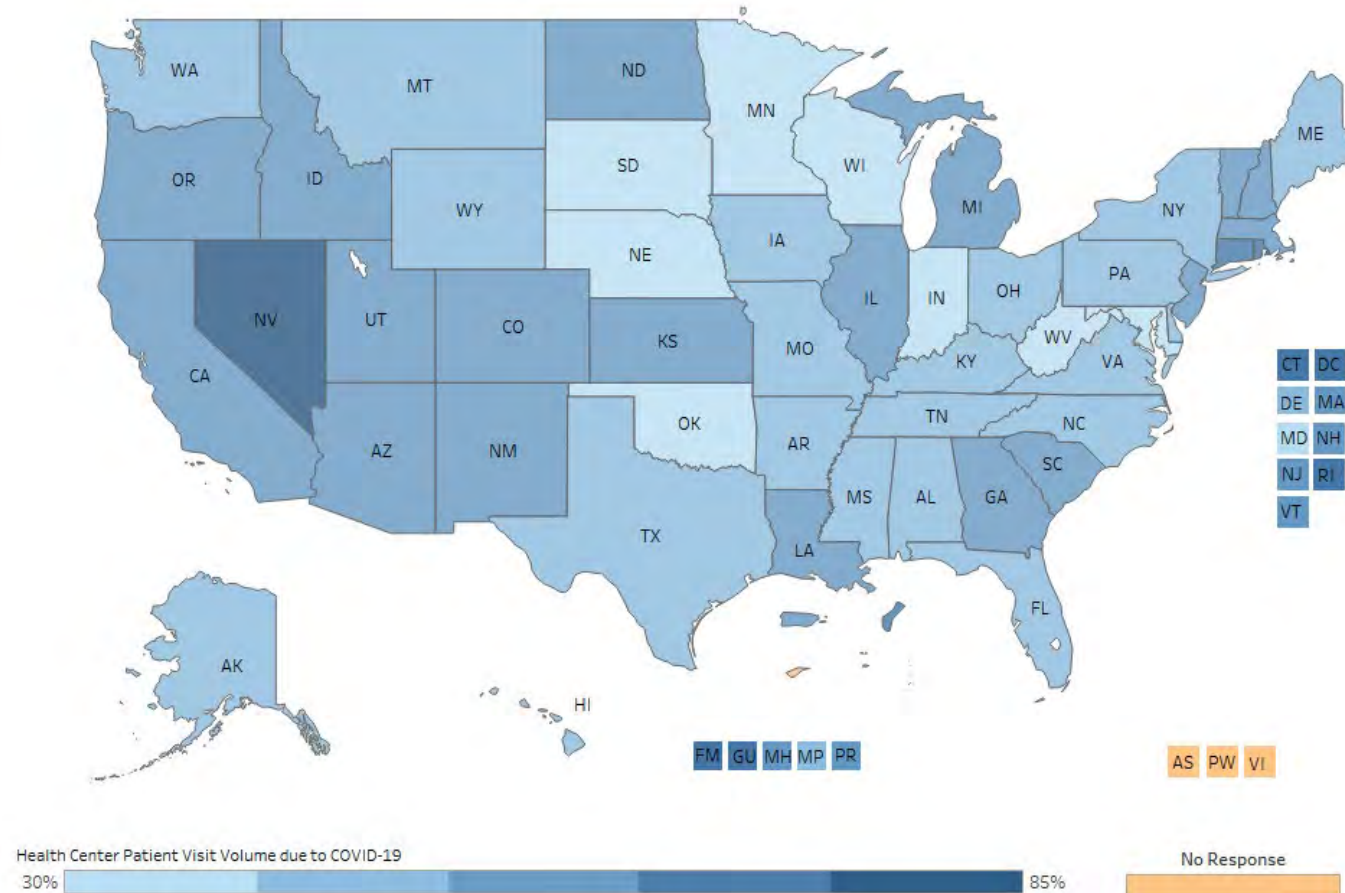 WA
MT
ND
MN
ME
OR
ID
SD
WI
WY
MI
NY
IA
NE
PA
NV
UT
CO
IL
IN
OH
KS
MO
WV
VA
CA
KY
CT DC
DE MA
MD NH
NJ RI
VT
TN
NC
OK
AZ
NM
AR
SC
MS
AL
GA
TX
LA
FL
AK
HI
FM GU MH MP PR
AS PW VI
Health Center Patient Visit Volume due to COVID-19
30%
85%
No Response